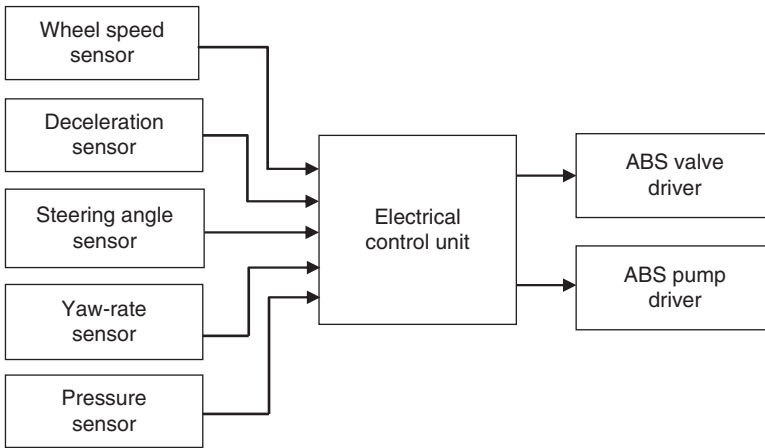 Wheel speed
sensor
Deceleration
sensor
Steering angle
sensor
Yaw-rate
sensor
Pressure
sensor
Electrical
control unit
ABS valve
driver
ABS pump
driver